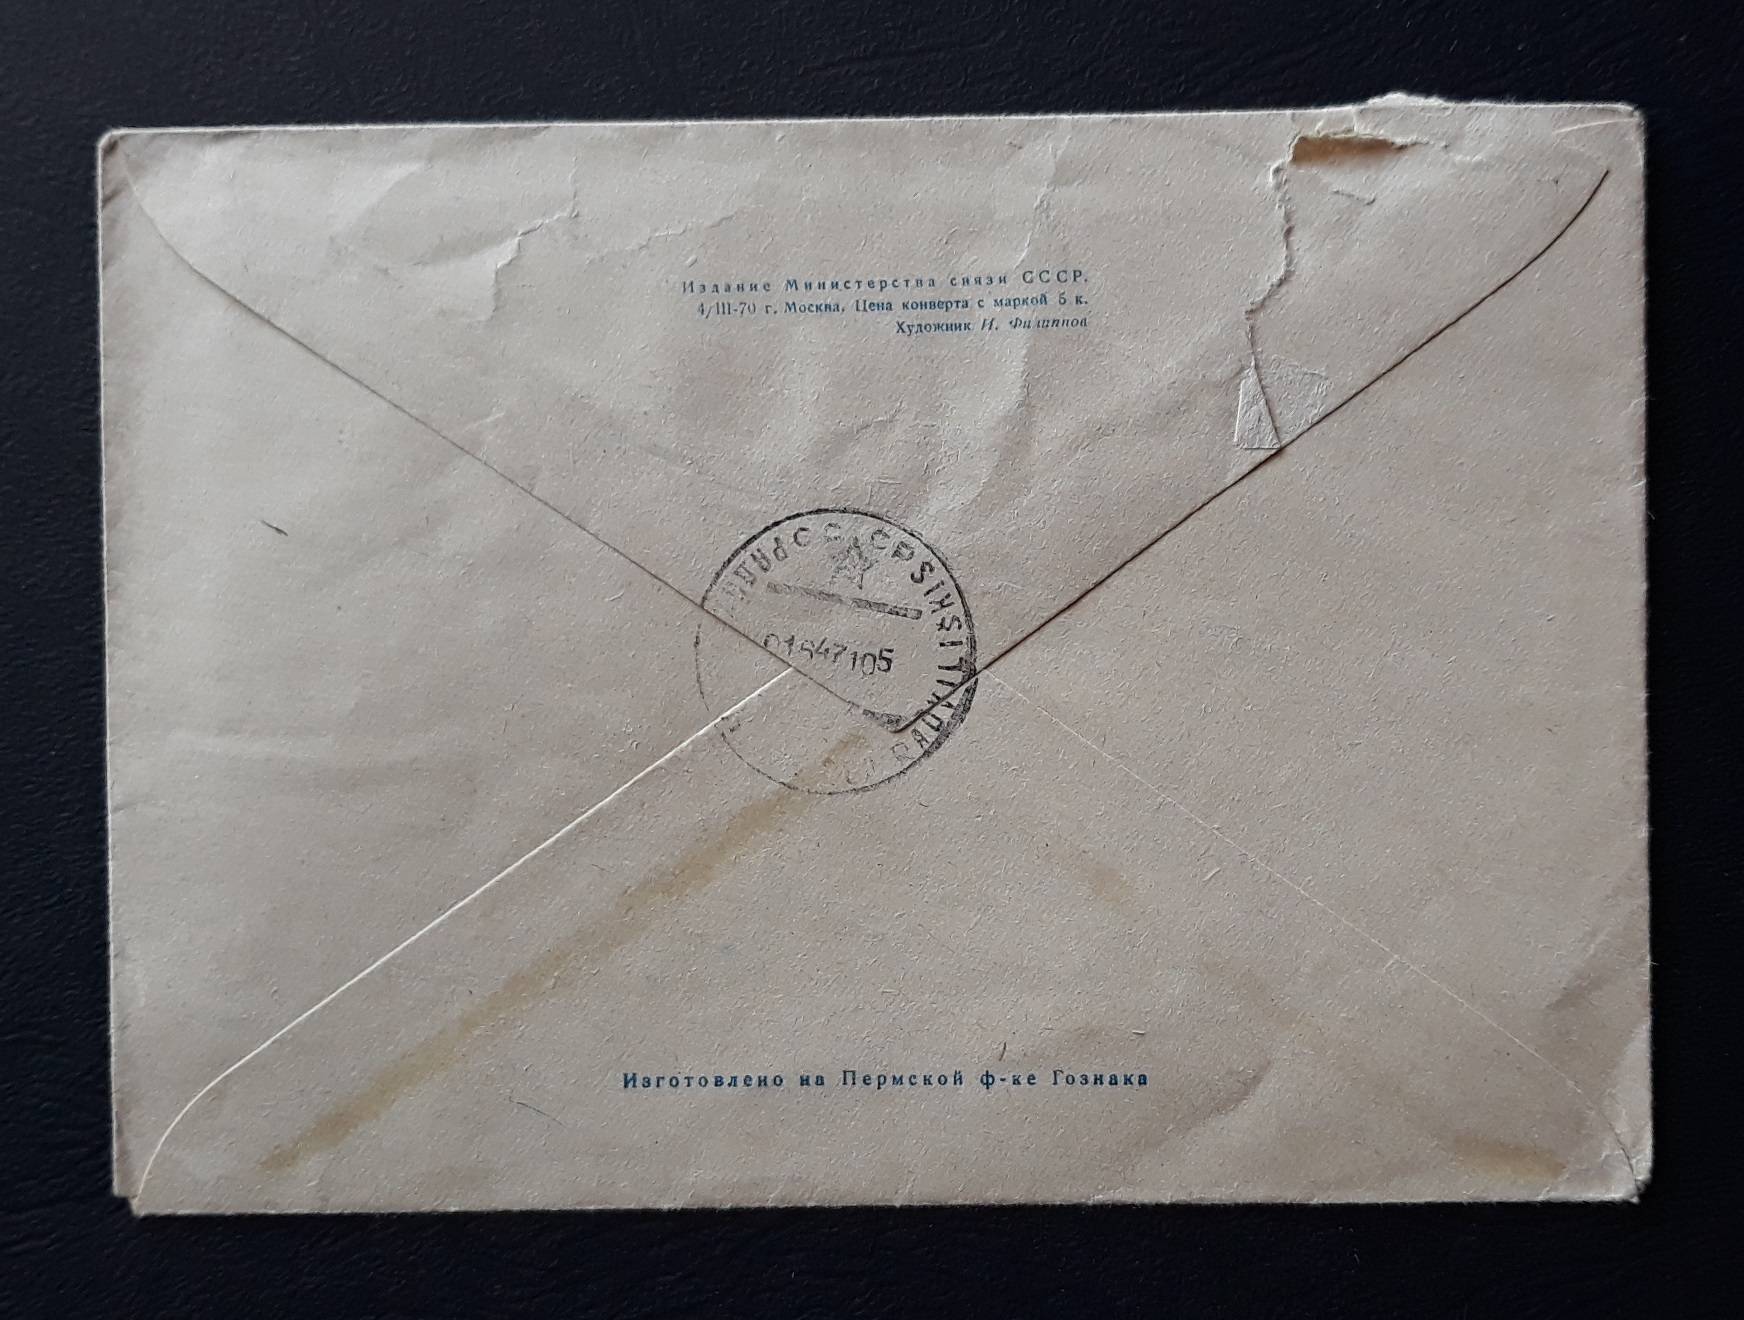 Издание Министерства связи СССР.
4/III-70 г. Москва. Цена конверта с маркой 6 к.
Художник И. Филиппов
Изготовлено на Пермской ф-ке Гознака